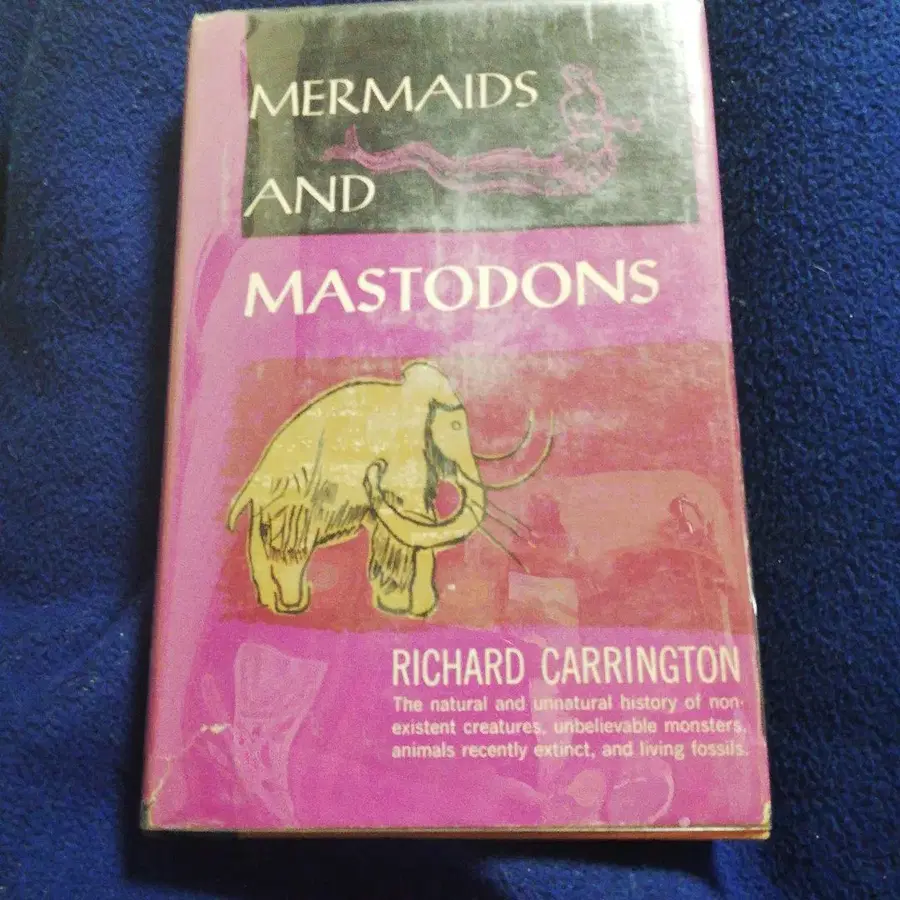 MERMAIDS
AND
MASTODONS
RICHARD CARRINGTON
The natural and unnatural history of non-
existent creatures, unbelievable monsters,
animals recently extinct, and living fossils.